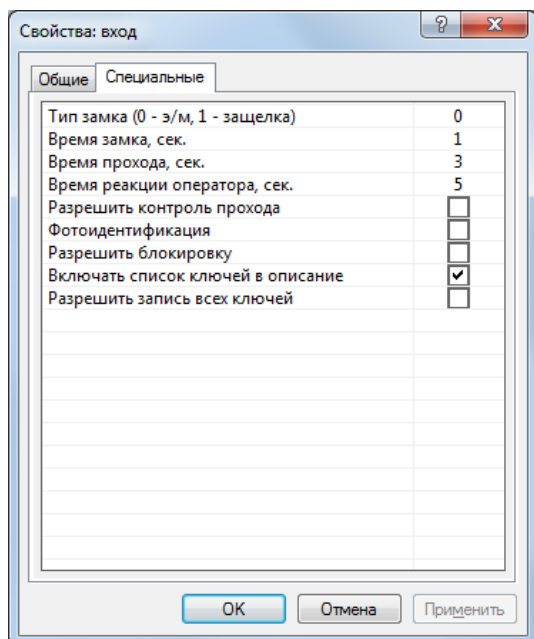 Свойства: вход
Общие
Специальные
Тип замка (0 - э/м, 1 - защелка) 0
Время замка, сек. 1
Время прохода, сек. 3
Время реакции оператора, сек. 5
Разрешить контроль прохода
Фотоидентификация
Разрешить блокировку
Включать список ключей в описание
Разрешить запись всех ключей
OK
Отмена
Применить